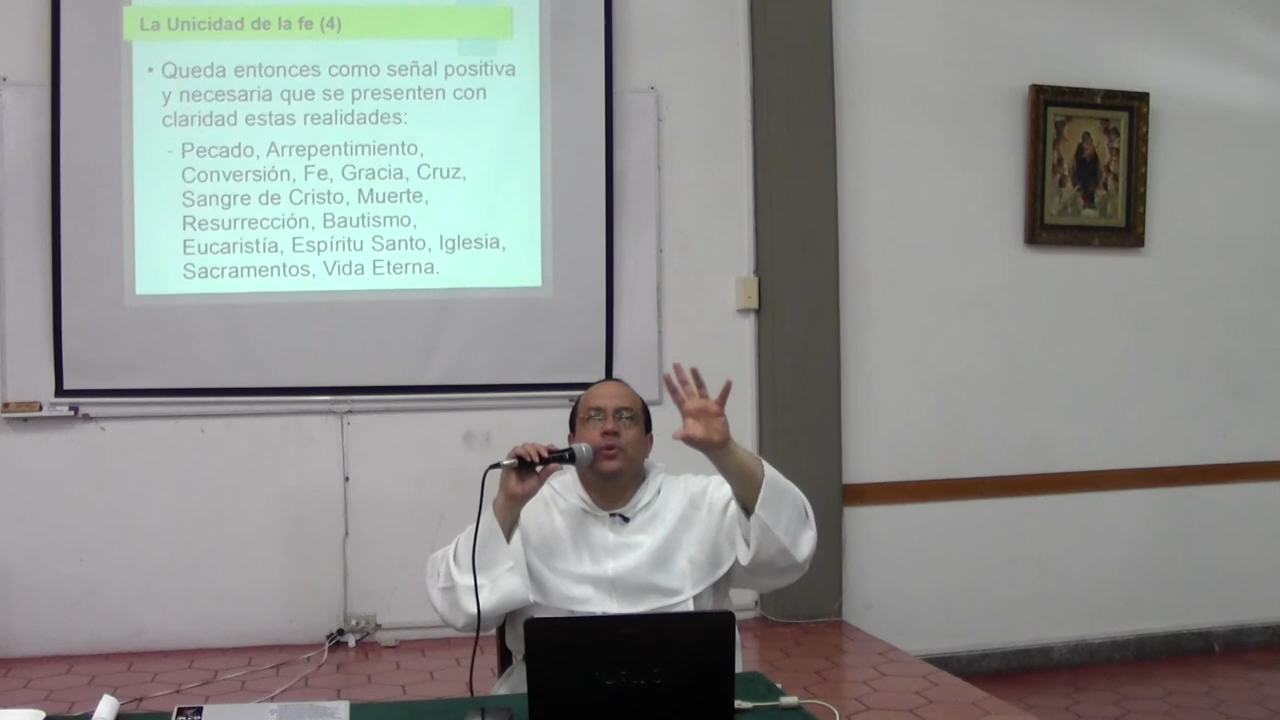 La Unicidad de la fe (4)
• Queda entonces como señal positiva
y necesaria que se presenten con
claridad estas realidades:
- Pecado, Arrepentimiento,
Conversión, Fe, Gracia, Cruz,
Sangre de Cristo, Muerte,
Resurrección, Bautismo,
Eucaristía, Espíritu Santo, Iglesia,
Sacramentos, Vida Eterna.